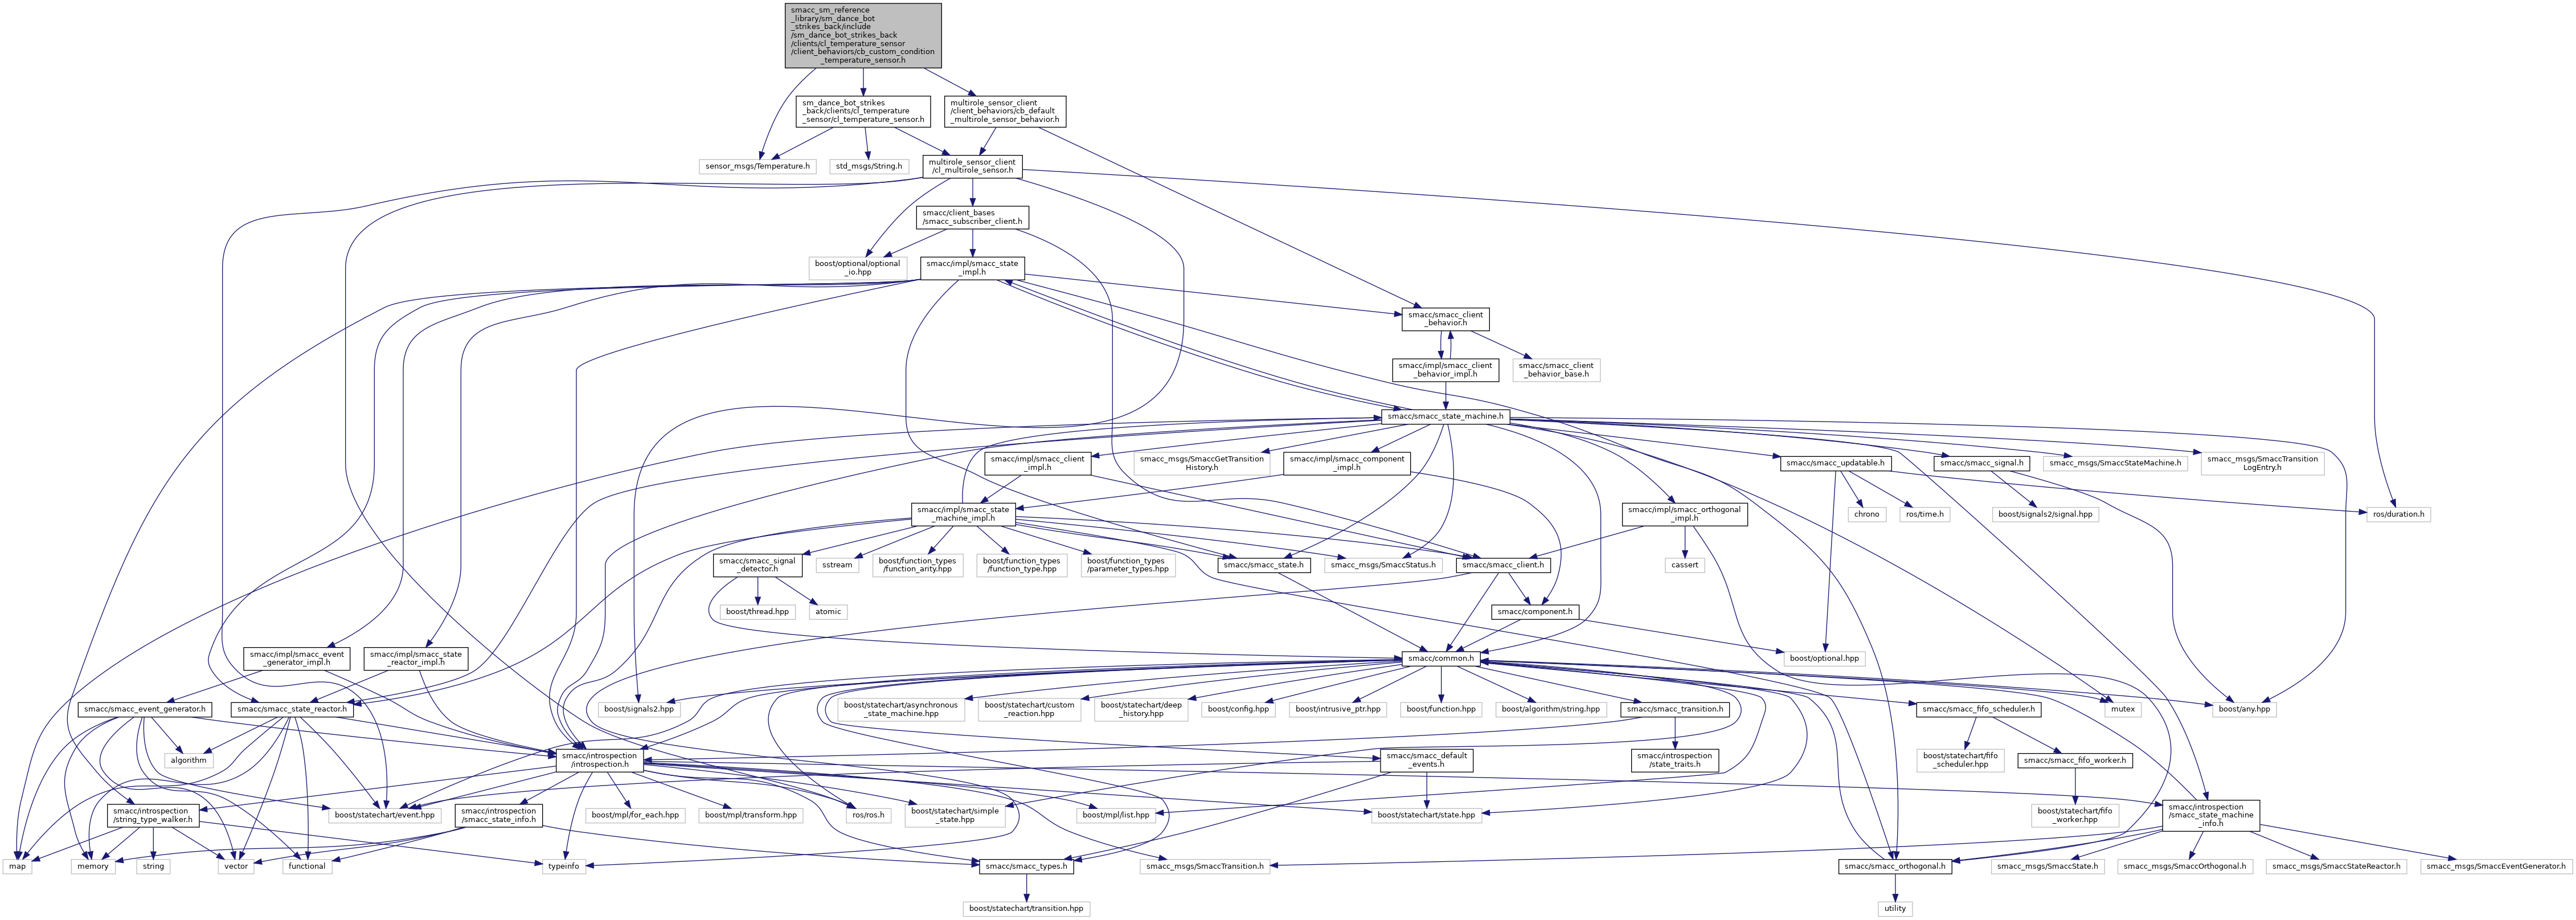 smacc_sm_reference
_library/sm_dance_bot
_strikes_back/include
/sm_dance_bot_strikes_back
/clients/cl_temperature_sensor
/client_behaviors/cb_custom_condition
_temperature_sensor.h
sm_dance_bot_strikes
_back/clients/cl_temperature
_sensor/cl_temperature_sensor.h
multirole_sensor_client
/client_behaviors/cb_default
_multirole_sensor_behavior.h
sensor_msgs/Temperature.h
std_msgs/String.h
multirole_sensor_client
/cl_multirole_sensor.h
smacc/client_bases
/smacc_subscriber_client.h
boost/optional/optional
_io.hpp
smacc/impl/smacc_state
_impl.h
smacc/smacc_client
_behavior.h
smacc/impl/smacc_client
_behavior_impl.h
smacc/smacc_client
_behavior_base.h
smacc/smacc_state_machine.h
smacc/impl/smacc_client
_impl.h
smacc_msgs/SmaccGetTransition
History.h
smacc/impl/smacc_component
_impl.h
smacc/smacc_updatable.h
smacc/smacc_signal.h
smacc_msgs/SmaccStateMachine.h
smacc_msgs/SmaccTransition
LogEntry.h
smacc/impl/smacc_state
_machine_impl.h
smacc/impl/smacc_orthogonal
_impl.h
chrono
ros/time.h
boost/signals2/signal.hpp
ros/duration.h
smacc/smacc_signal
_detector.h
sstream
boost/function_types
/function_arity.hpp
boost/function_types
/function_type.hpp
boost/function_types
/parameter_types.hpp
smacc/smacc_state.h
smacc_msgs/SmaccStatus.h
smacc/smacc_client.h
cassert
boost/thread.hpp
atomic
smacc/component.h
smacc/impl/smacc_event
_generator_impl.h
smacc/impl/smacc_state
_reactor_impl.h
smacc/common.h
boost/optional.hpp
smacc/smacc_event_generator.h
smacc/smacc_state_reactor.h
boost/signals2.hpp
boost/statechart/asynchronous
_state_machine.hpp
boost/statechart/custom
_reaction.hpp
boost/statechart/deep
_history.hpp
boost/config.hpp
boost/intrusive_ptr.hpp
boost/function.hpp
boost/algorithm/string.hpp
smacc/smacc_transition.h
smacc/smacc_fifo_scheduler.h
mutex
boost/any.hpp
algorithm
smacc/introspection
/introspection.h
smacc/smacc_default
_events.h
smacc/introspection
/state_traits.h
boost/statechart/fifo
_scheduler.hpp
smacc/smacc_fifo_worker.h
smacc/introspection
/string_type_walker.h
boost/statechart/event.hpp
smacc/introspection
/smacc_state_info.h
boost/mpl/for_each.hpp
boost/mpl/transform.hpp
ros/ros.h
boost/statechart/simple
_state.hpp
boost/mpl/list.hpp
boost/statechart/state.hpp
boost/statechart/fifo
_worker.hpp
smacc/introspection
/smacc_state_machine
_info.h
map
memory
string
vector
functional
typeinfo
smacc/smacc_types.h
smacc_msgs/SmaccTransition.h
smacc/smacc_orthogonal.h
smacc_msgs/SmaccState.h
smacc_msgs/SmaccOrthogonal.h
smacc_msgs/SmaccStateReactor.h
smacc_msgs/SmaccEventGenerator.h
boost/statechart/transition.hpp
utility